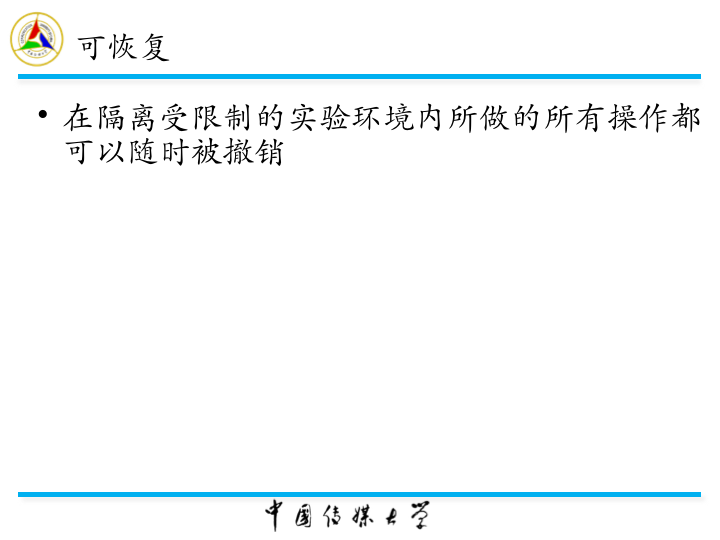 可恢复
• 在隔离受限制的实验环境内所做的所有操作都
可以随时被撤销
中国传媒大学